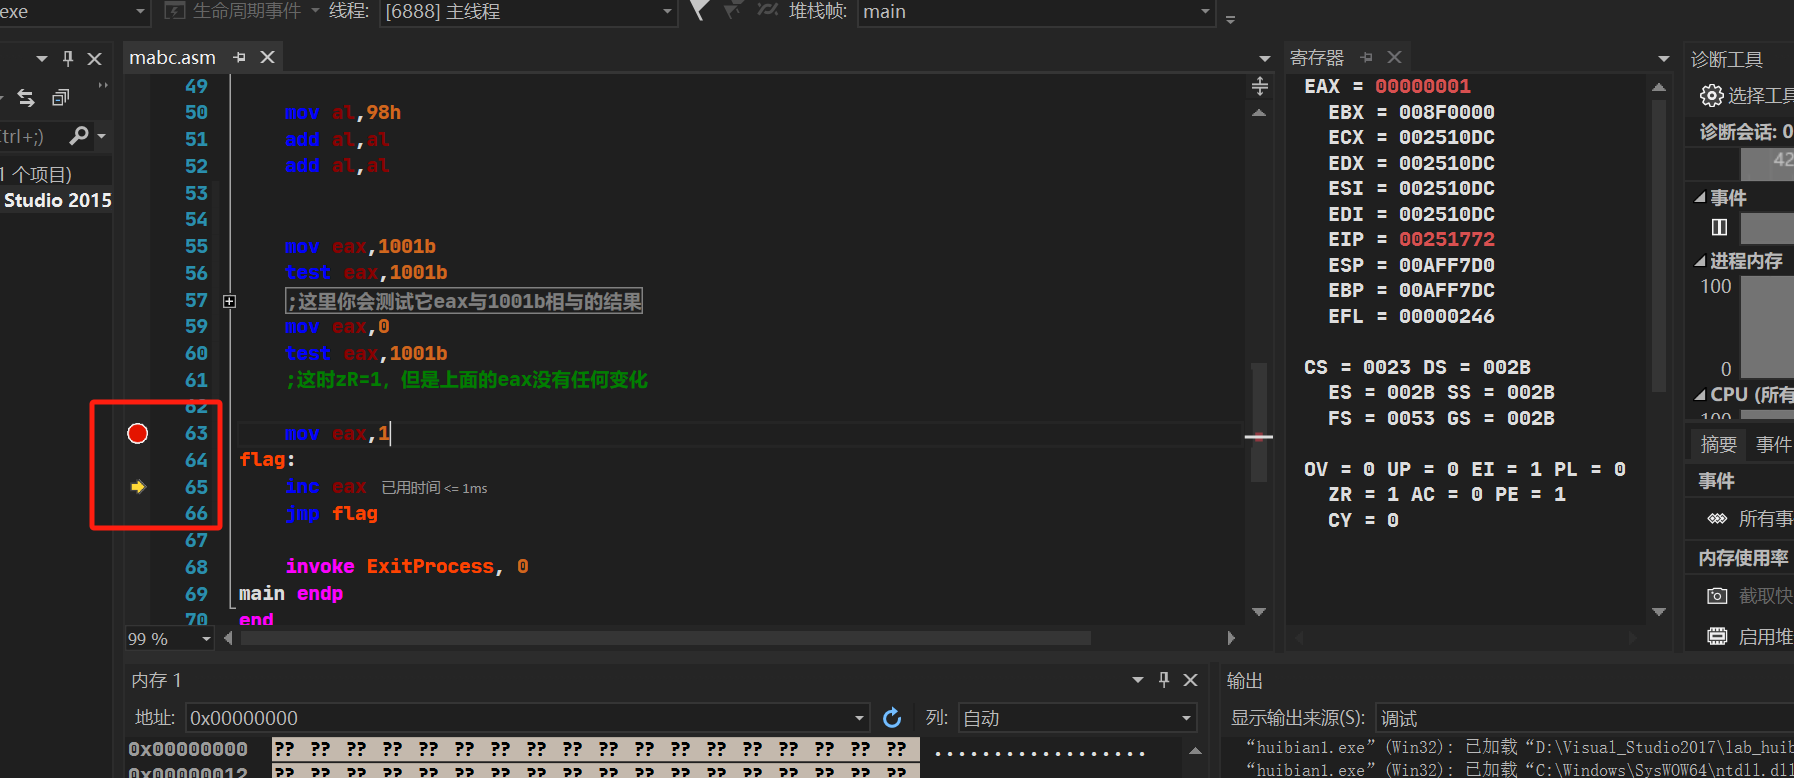 exe 生命周期事件 线程: [6888] 主线程 堆栈帧: main
mabc.asm
49
50 mov al,98h
51 add al,al
52 add al,al
53
54
55 mov eax,1001b
56 test eax,1001b
57 ;这里你会测试它eax与1001b相与的结果
59 mov eax,0
60 test eax,1001b
61 ;这时zR=1, 但是上面的eax没有任何变化
62
63 mov eax,1
64 flag:
65 inc eax 已用时间 <= 1ms
66 jmp flag
67
68 invoke ExitProcess, 0
69 main endp
70 end
99 %
trl+;)
1 个项目)
Studio 2015
寄存器
EAX = 00000001
EBX = 008F0000
ECX = 002510DC
EDX = 002510DC
ESI = 002510DC
EDI = 002510DC
EIP = 00251772
ESP = 00AFF7D0
EBP = 00AFF7DC
EFL = 00000246
CS = 0023 DS = 002B
ES = 002B SS = 002B
FS = 0053 GS = 002B
OV = 0 UP = 0 EI = 1 PL = 0
ZR = 1 AC = 0 PE = 1
CY = 0
诊断工具
选择工具
诊断会话: 0
42
事件
进程内存
100
0
CPU (所有
100
摘要 事件
事件
所有事
内存使用率
截取快
启用堆
内存 1
地址: 0x00000000 列: 自动
0x00000000 ?? ?? ?? ?? ?? ?? ?? ?? ?? ?? ?? ?? ?? ?? ?? ?? ?? ?? ..................
0x00000012 ?? ?? ?? ?? ?? ?? ?? ?? ?? ?? ?? ?? ?? ?? ?? ?? ?? ?? ..................
输出
显示输出来源(S): 调试
“huibian1.exe” (Win32): 已加载 “D:\Visual_Studio2017\lab_huib
“huibian1.exe” (Win32): 已加载 “C:\Windows\SysWOW64\ntdll.dll